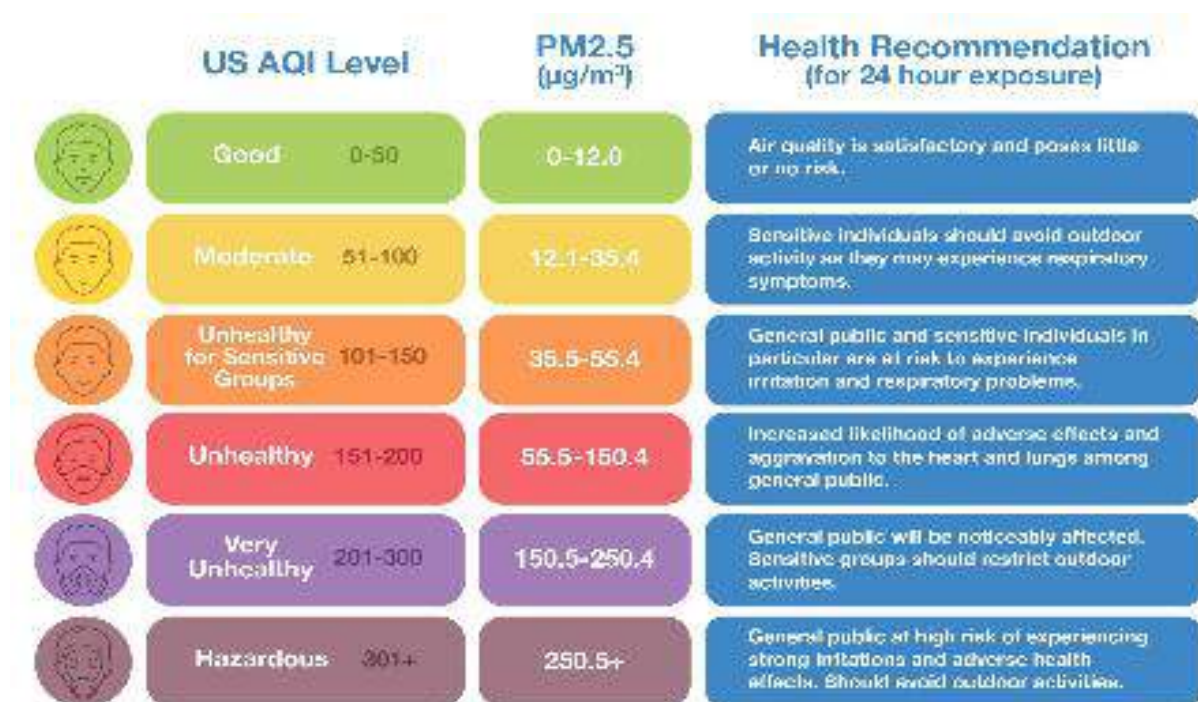 US AQI Level
PM2.5
(µg/m³)
Health Recommendation
(for 24 hour exposure)
Good 0-50
0-12.0
Air quality is satisfactory and poses little
or no risk.
Moderate 51-100
12.1-35.4
Sensitive individuals should avoid outdoor
activity as they may experience respiratory
symptoms.
Unhealthy
for Sensitive
Groups
101-150
35.5-55.4
General public and sensitive individuals in
particular are at risk to experience
irritation and respiratory problems.
Unhealthy 151-200
55.5-150.4
Increased likelihood of adverse effects and
aggravation to the heart and lungs among
general public.
Very
Unhealthy
201-300
150.5-250.4
General public will be noticeably affected.
Sensitive groups should restrict outdoor
activities.
Hazardous 301+
250.5+
General public at high risk of experiencing
strong irritations and adverse health
effects. Should avoid outdoor activities.